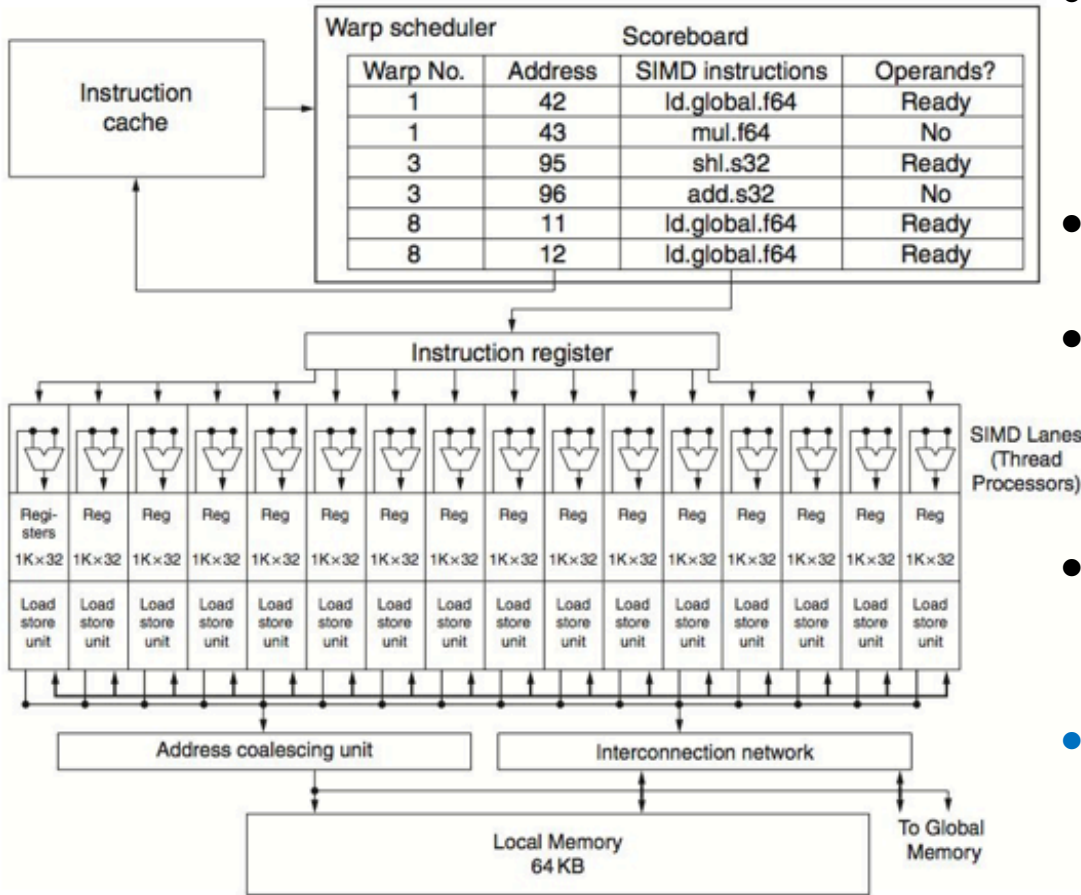 Warp scheduler
Scoreboard
Instruction
cache
Warp No. Address SIMD instructions Operands?
1 42 ld.global.f64 Ready
1 43 mul.f64 No
3 95 shl.s32 Ready
3 96 add.s32 No
8 11 ld.global.f64 Ready
8 12 ld.global.f64 Ready
Instruction register
SIMD Lanes
(Thread
Processors)
Regi- Reg Reg Reg Reg Reg Reg Reg Reg Reg Reg Reg Reg Reg Reg Reg
sters
1K×32 1K×32 1K×32 1K×32 1K×32 1K×32 1K×32 1K×32 1K×32 1K×32 1K×32 1K×32 1K×32 1K×32 1K×32 1K×32
Load Load Load Load Load Load Load Load Load Load Load Load Load Load Load Load
store store store store store store store store store store store store store store store store
unit unit unit unit unit unit unit unit unit unit unit unit unit unit unit unit
Address coalescing unit
Interconnection network
Local Memory
64 KB
To Global
Memory